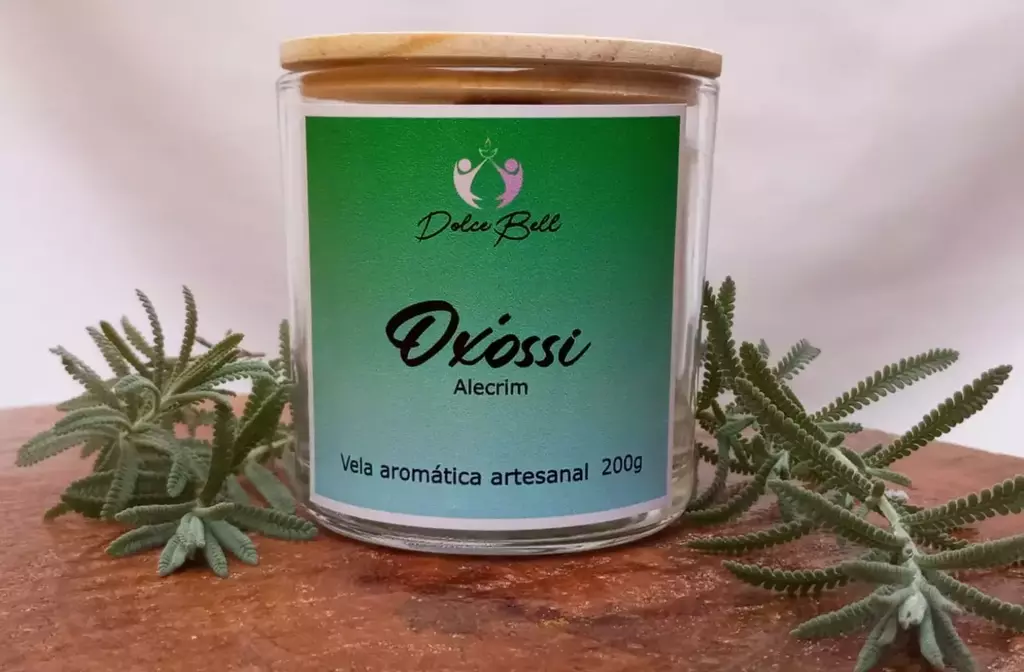 Dolce Bell
Oxóssi
Alecrim
Vela aromática artesanal 200g